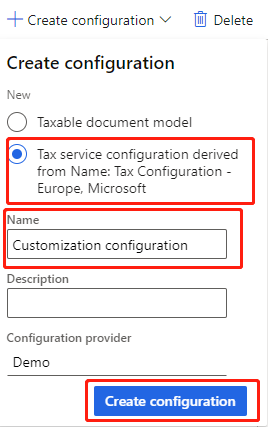 Create configuration Delete
Create configuration
New
Taxable document model
Tax service configuration derived
from Name: Tax Configuration -
Europe, Microsoft
Name
Customization configuration
Description
Configuration provider
Demo
Create configuration